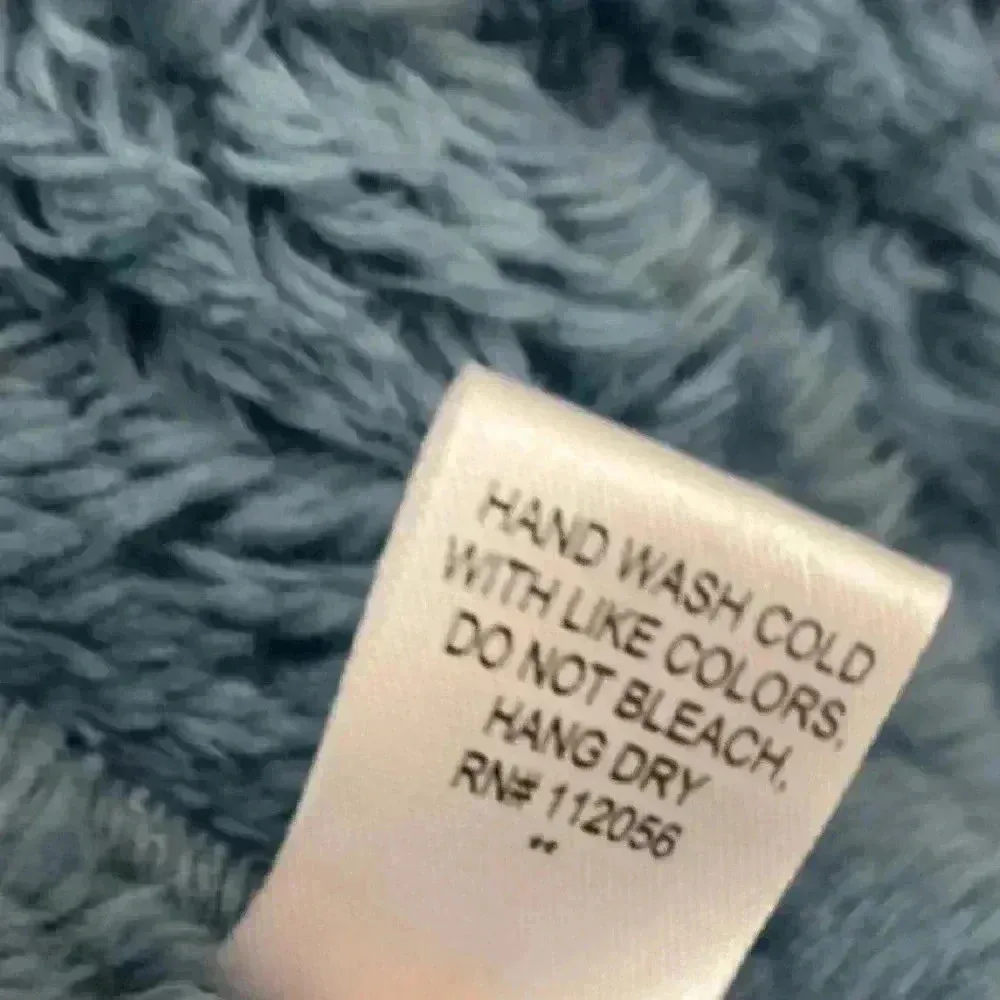 HAND WASH COLD
WITH LIKE COLORS,
DO NOT BLEACH,
HANG DRY
RN# 112056